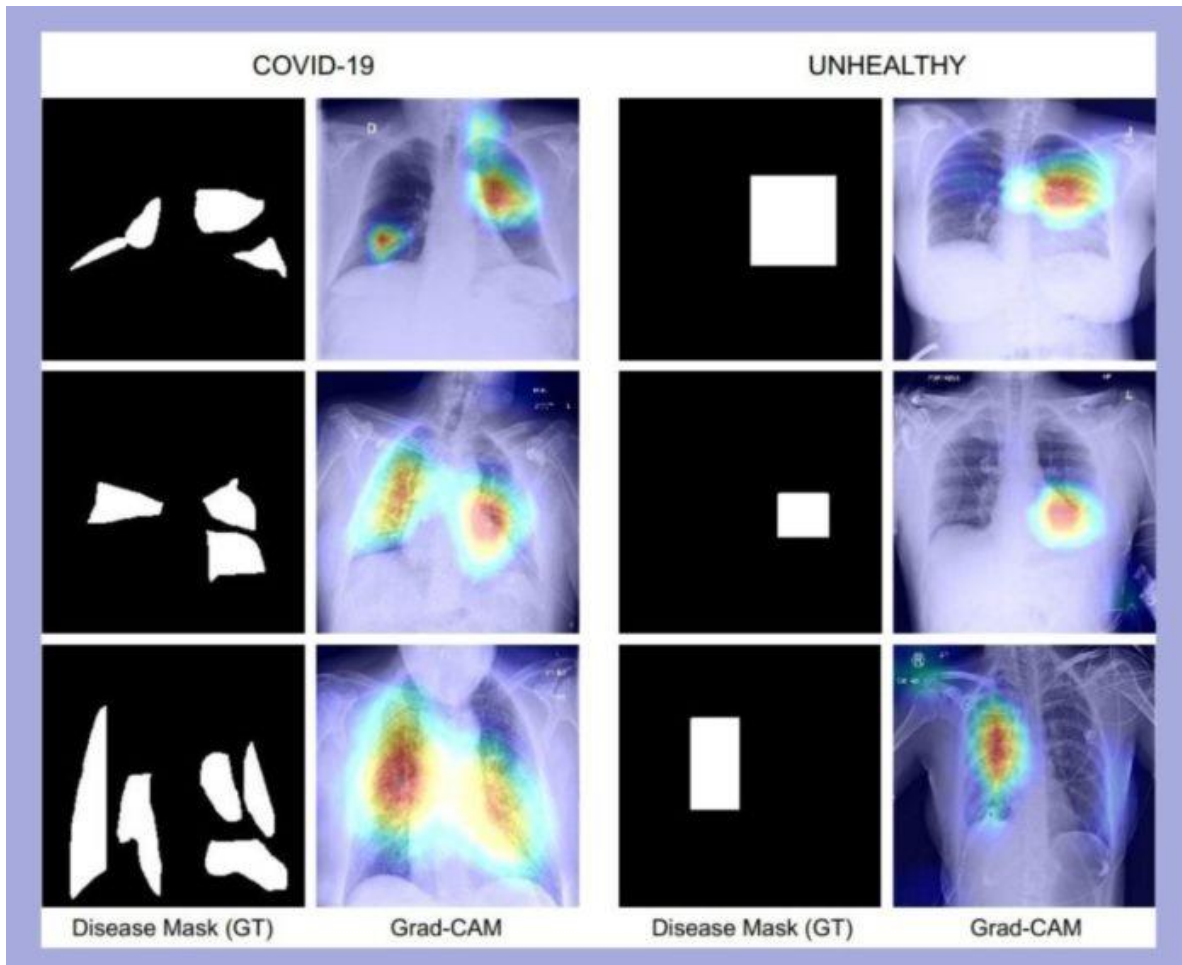 COVID-19 UNHEALTHY
D
L
R
Disease Mask (GT) Grad-CAM Disease Mask (GT) Grad-CAM